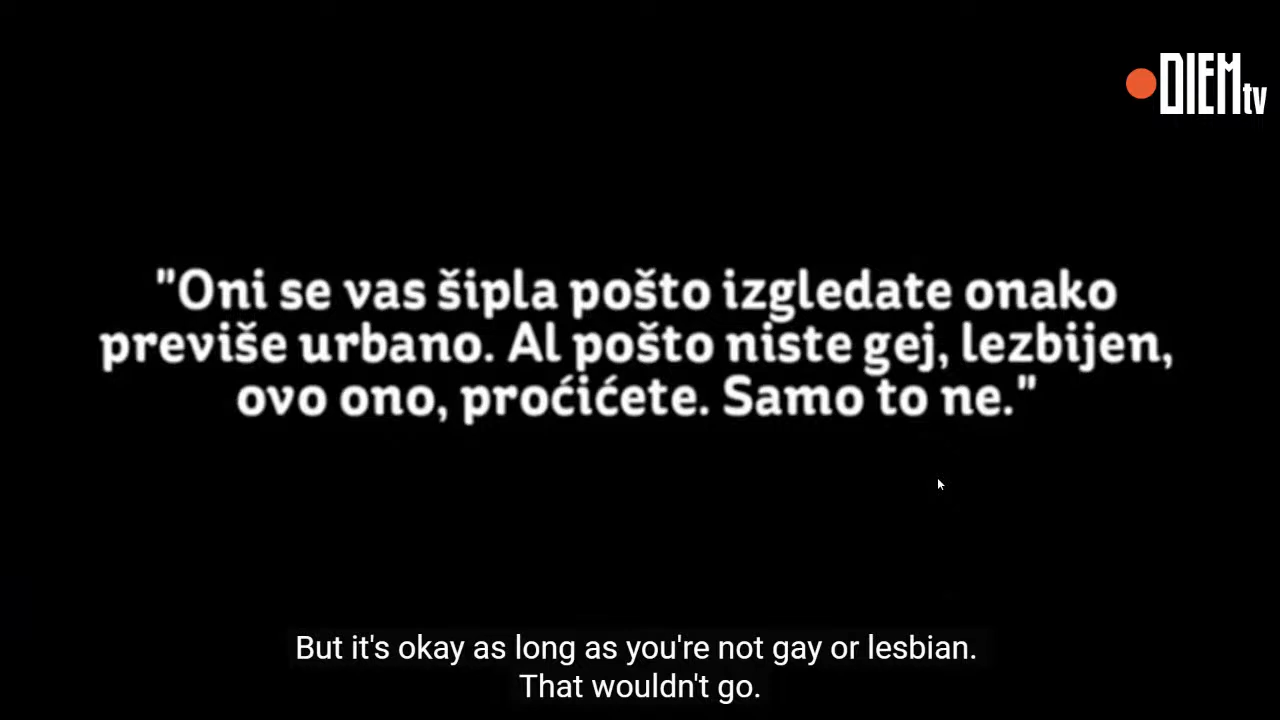 DIEM tv
"Oni se vas šipla pošto izgledate onako
previše urbano. Al pošto niste gej, lezbijen,
ovo ono, proćićete. Samo to ne."
But it's okay as long as you're not gay or lesbian.
That wouldn't go.